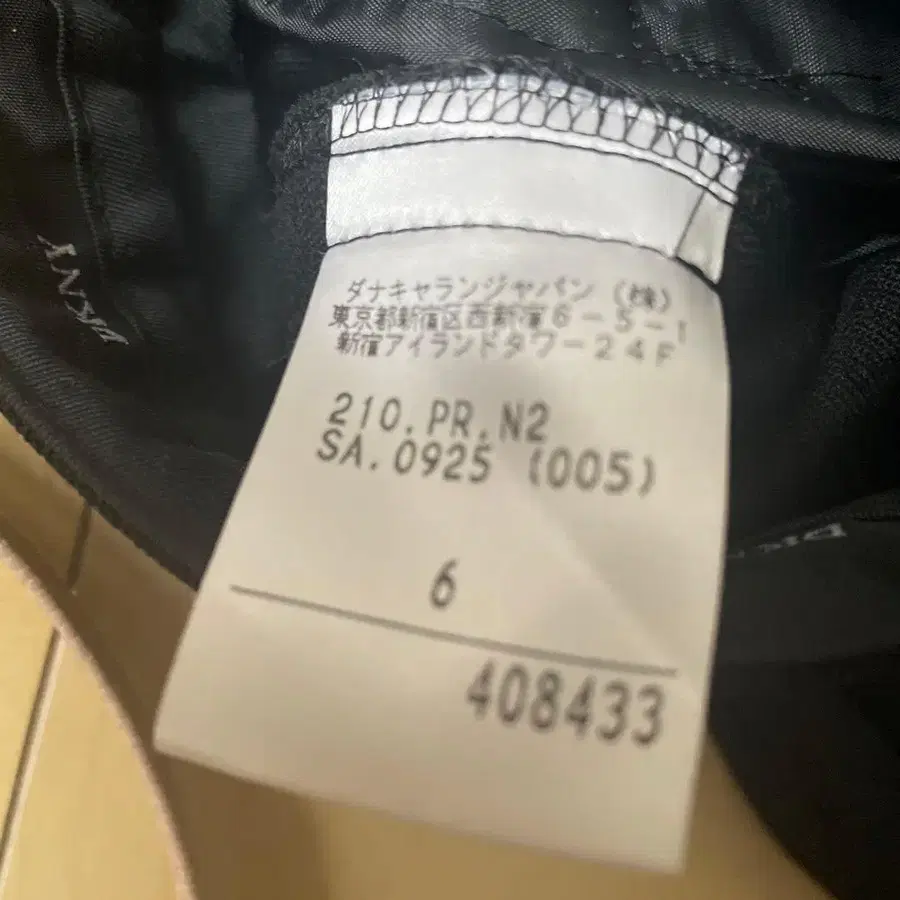 ダナキャランジャパン (株)
東京都新宿区西新宿6-5-1
新宿アイランドタワー24F
210.PR.N2
SA.0925 (005)
6
408433
DKNY